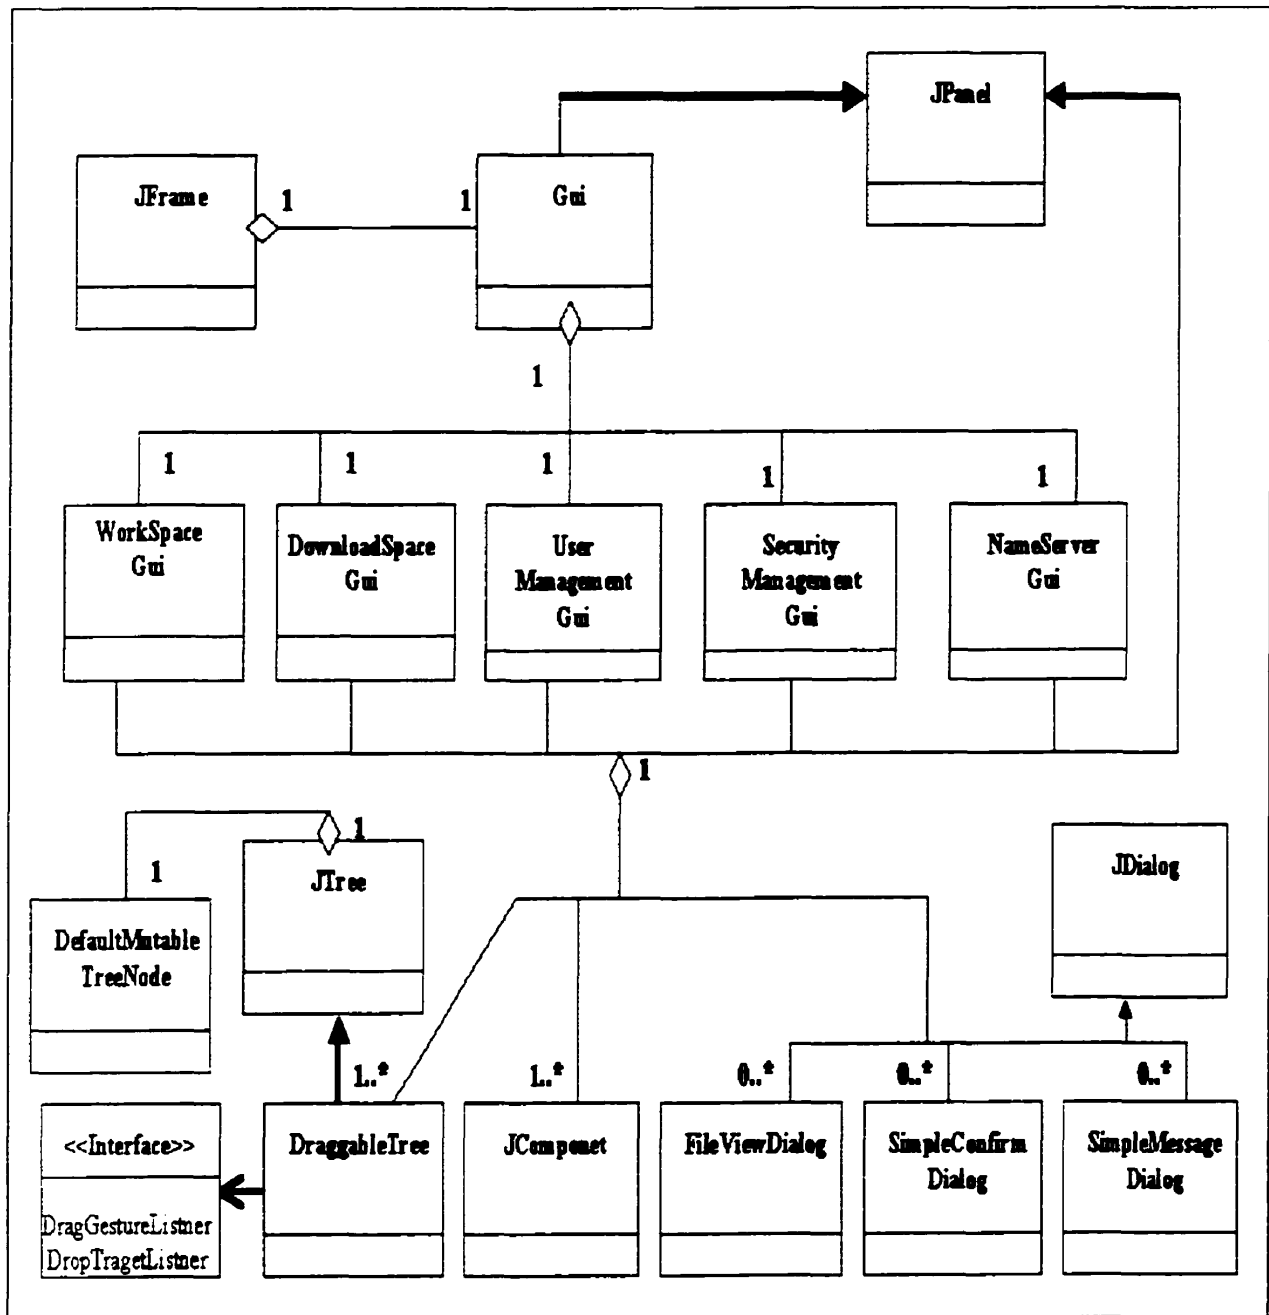 JPanel
JFrame
1
1
Gui
1
1
1
1
1
1
WorkSpace
Gui
DownloadSpace
Gui
User
Management
Gui
Security
Management
Gui
NameServer
Gui
1
1
1
JTree
JDialog
DefaultMutable
TreeNode
1..*
1..*
0..*
0..*
0..*
<<Interface>>
DragGestureListner
DropTragetListner
DraggableTree
JComponet
FileViewDialog
SimpleConfirm
Dialog
SimpleMessage
Dialog